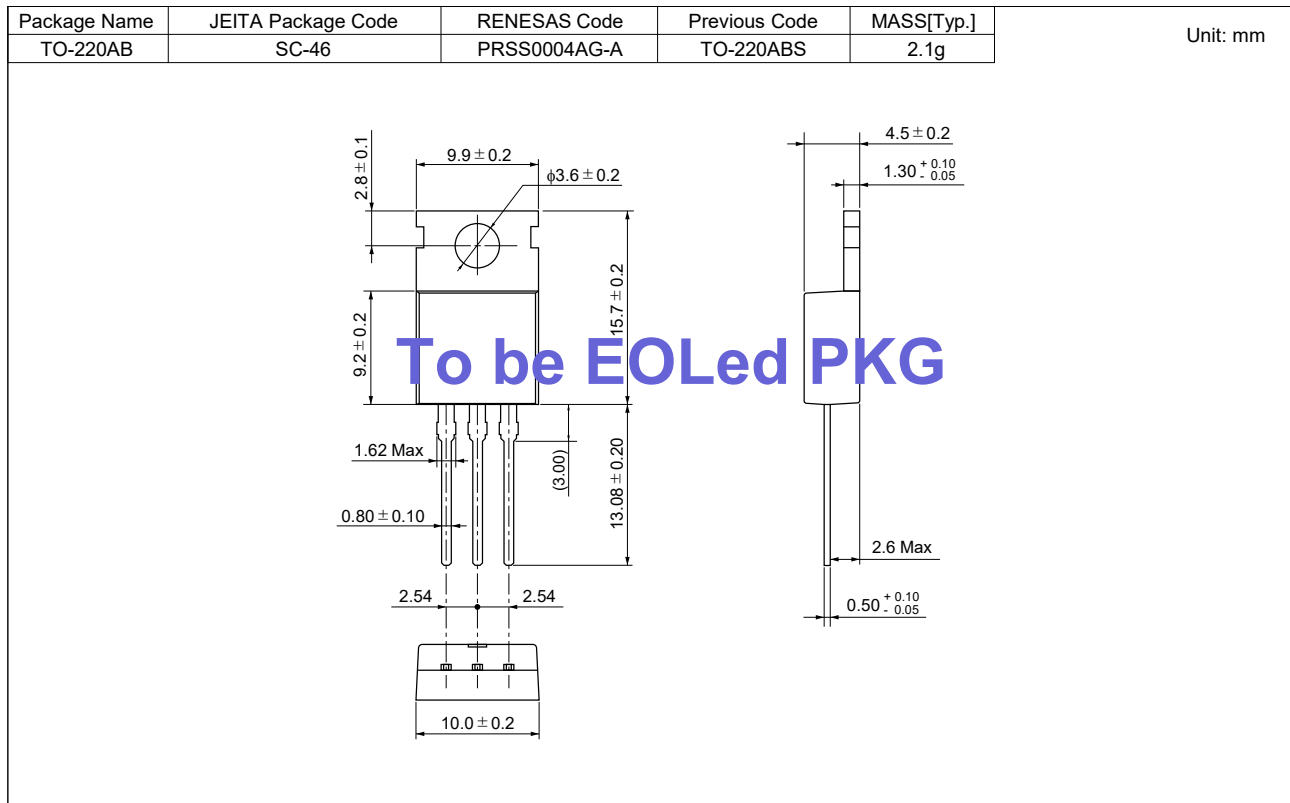 Package Name JEITA Package Code RENESAS Code Previous Code MASS[Typ.]
TO-220AB SC-46 PRSS0004AG-A TO-220ABS 2.1g
Unit: mm
2.8 ± 0.1
9.9 ± 0.2
ϕ3.6 ± 0.2
4.5 ± 0.2
1.30 + 0.10 - 0.05
15.7 ± 0.2
9.2 ± 0.2
To be EOLed PKG
1.62 Max
(3.00)
13.08 ± 0.20
0.80 ± 0.10
2.6 Max
2.54 2.54
0.50 + 0.10 - 0.05
10.0 ± 0.2